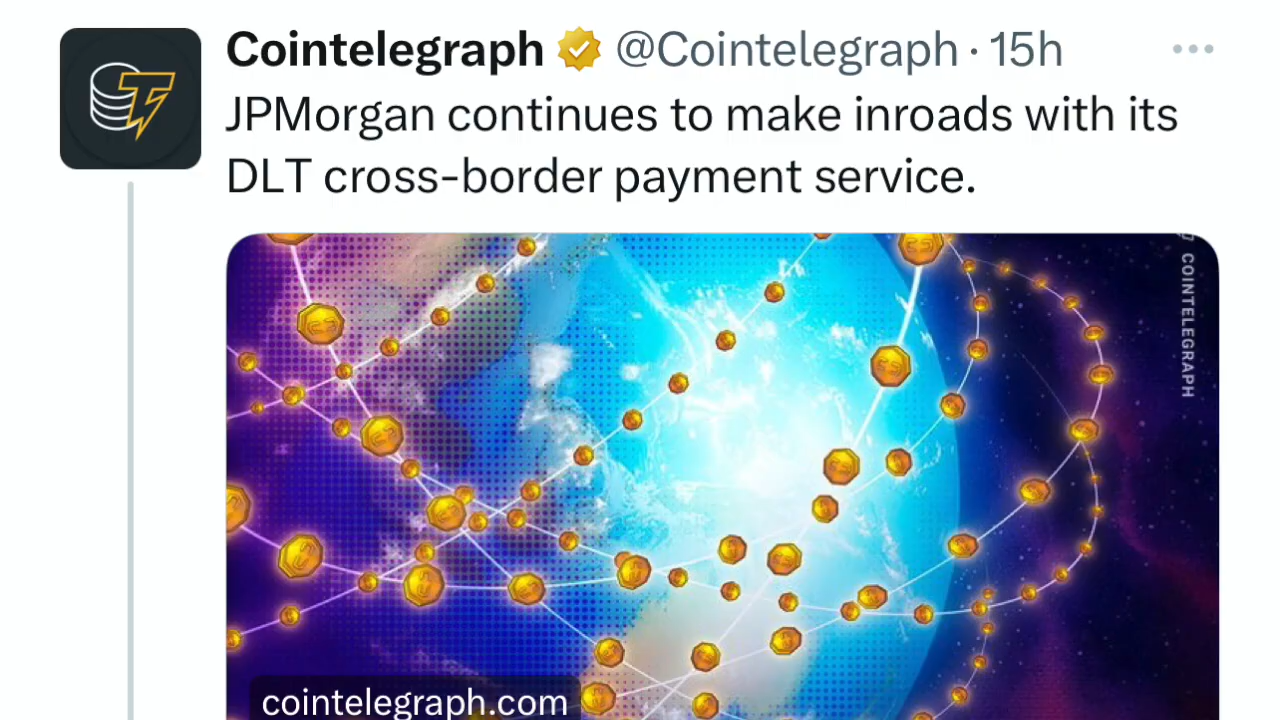 Cointelegraph @Cointelegraph · 15h
JPMorgan continues to make inroads with its
DLT cross-border payment service.
COINTELEGRAPH
cointelegraph.com